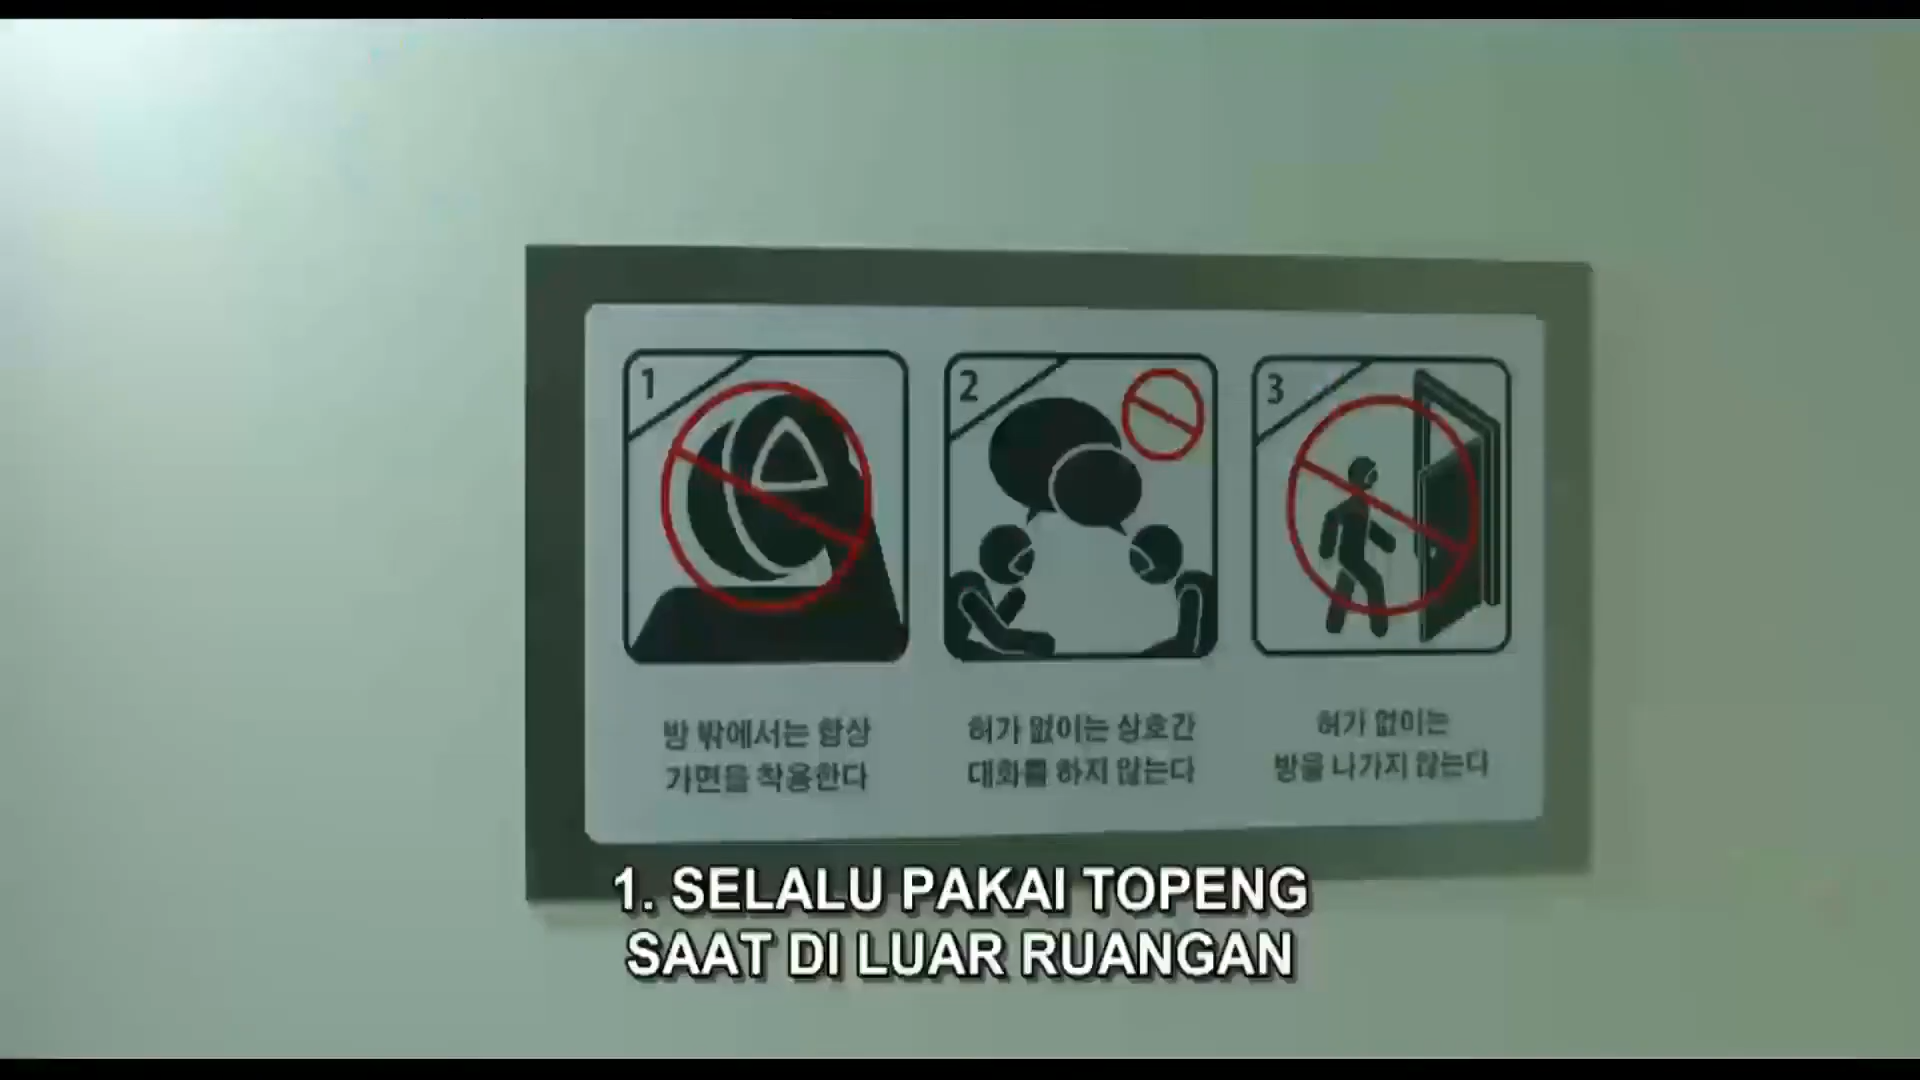 1
2
3
방 밖에서는 항상
가면을 착용한다
허가 없이는 상호간
대화를 하지 않는다
허가 없이는
방을 나가지 않는다
1. SELALU PAKAI TOPENG
SAAT DI LUAR RUANGAN